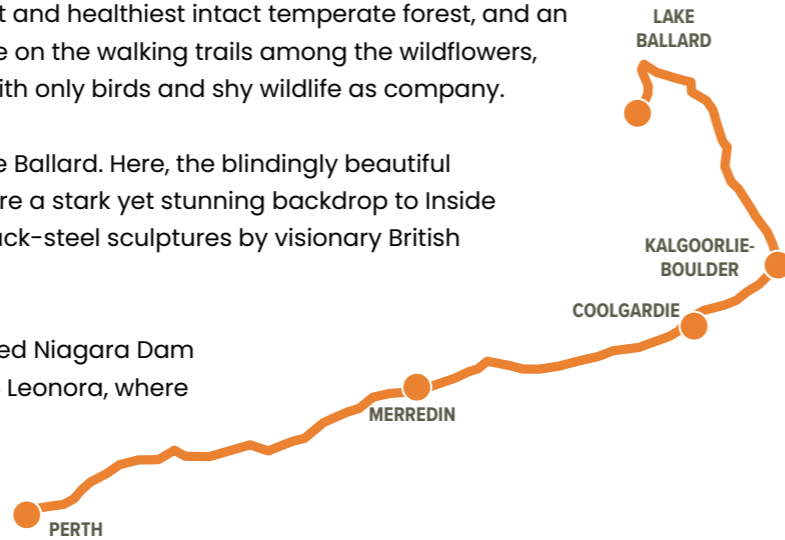 t and healthiest intact temperate forest, and an
e on the walking trails among the wildflowers,
ith only birds and shy wildlife as company.
e Ballard. Here, the blindingly beautiful
re a stark yet stunning backdrop to Inside
ack-steel sculptures by visionary British
ed Niagara Dam
Leonora, where
LAKE
BALLARD
KALGOORLIE-
BOULDER
COOLGARDIE
MERREDIN
PERTH